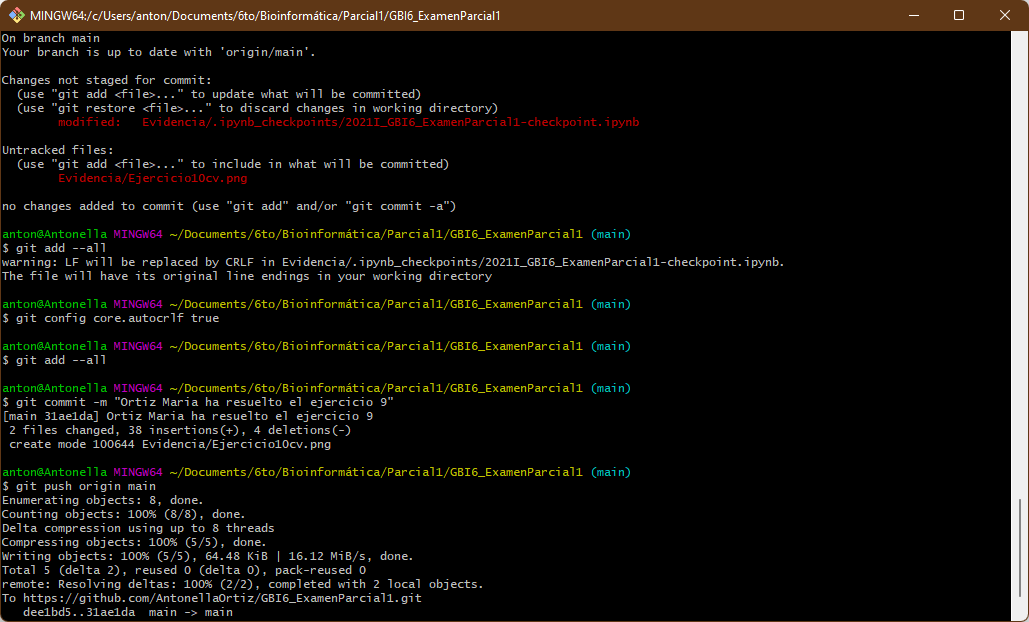 MINGW64:/c/Users/anton/Documents/6to/Bioinformática/Parcial1/GBI6_ExamenParcial1
On branch main
Your branch is up to date with 'origin/main'.
Changes not staged for commit:
  (use "git add <file>..." to update what will be committed)
  (use "git restore <file>..." to discard changes in working directory)
        modified:   Evidencia/.ipynb_checkpoints/2021I_GBI6_ExamenParcial1-checkpoint.ipynb
Untracked files:
  (use "git add <file>..." to include in what will be committed)
        Evidencia/Ejercicio10cv.png
no changes added to commit (use "git add" and/or "git commit -a")
anton@Antonella MINGW64 ~/Documents/6to/Bioinformática/Parcial1/GBI6_ExamenParcial1 (main)
$ git add --all
warning: LF will be replaced by CRLF in Evidencia/.ipynb_checkpoints/2021I_GBI6_ExamenParcial1-checkpoint.ipynb.
The file will have its original line endings in your working directory
anton@Antonella MINGW64 ~/Documents/6to/Bioinformática/Parcial1/GBI6_ExamenParcial1 (main)
$ git config core.autocrlf true
anton@Antonella MINGW64 ~/Documents/6to/Bioinformática/Parcial1/GBI6_ExamenParcial1 (main)
$ git add --all
anton@Antonella MINGW64 ~/Documents/6to/Bioinformática/Parcial1/GBI6_ExamenParcial1 (main)
$ git commit -m "Ortiz Maria ha resuelto el ejercicio 9"
[main 31ae1da] Ortiz Maria ha resuelto el ejercicio 9
 2 files changed, 38 insertions(+), 4 deletions(-)
 create mode 100644 Evidencia/Ejercicio10cv.png
anton@Antonella MINGW64 ~/Documents/6to/Bioinformática/Parcial1/GBI6_ExamenParcial1 (main)
$ git push origin main
Enumerating objects: 8, done.
Counting objects: 100% (8/8), done.
Delta compression using up to 8 threads
Compressing objects: 100% (5/5), done.
Writing objects: 100% (5/5), 64.48 KiB | 16.12 MiB/s, done.
Total 5 (delta 2), reused 0 (delta 0), pack-reused 0
remote: Resolving deltas: 100% (2/2), completed with 2 local objects.
To https://github.com/AntonellaOrtiz/GBI6_ExamenParcial1.git
   dee1bd5..31ae1da  main -> main